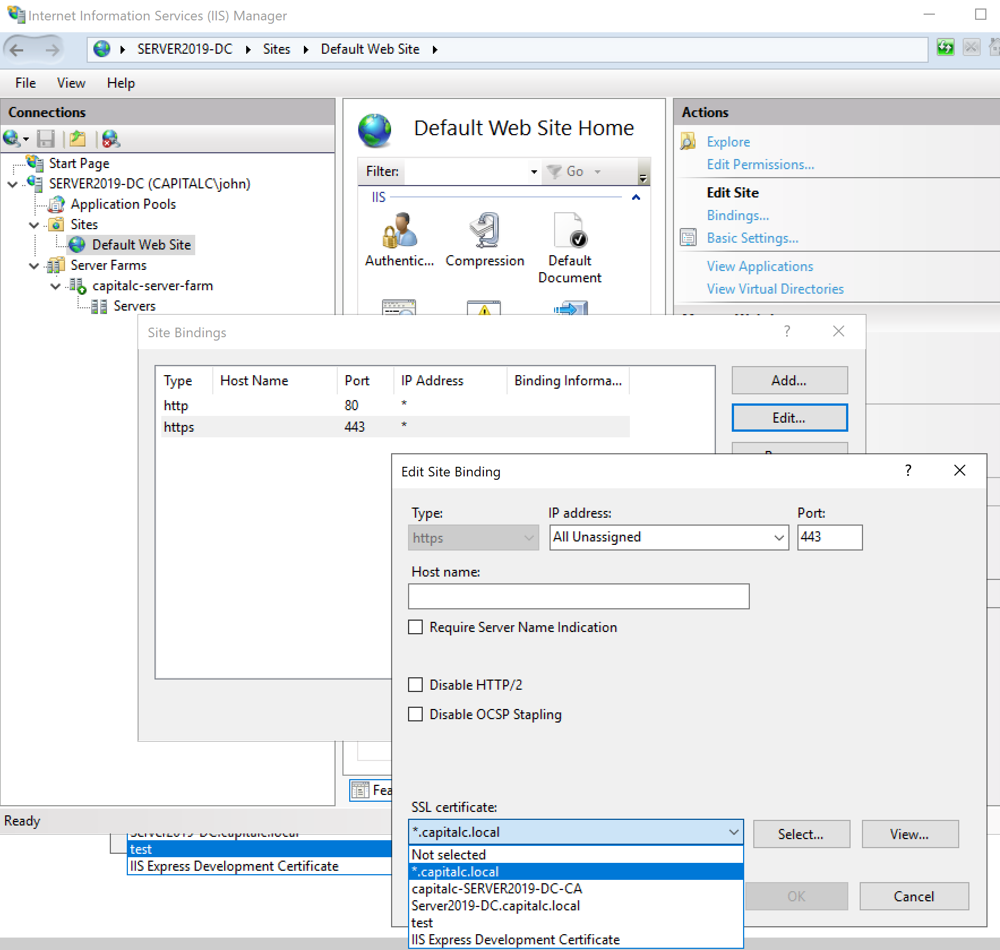 Internet Information Services (IIS) Manager
SERVER2019-DC Sites Default Web Site
File View Help
Connections
Start Page
SERVER2019-DC (CAPITALC\john)
Application Pools
Sites
Default Web Site
Server Farms
capitalc-server-farm
Servers
Default Web Site Home
Filter: Go
IIS
Authentic...
Compression
Default
Document
Actions
Explore
Edit Permissions...
Edit Site
Bindings...
Basic Settings...
View Applications
View Virtual Directories
Site Bindings ?
Type Host Name Port IP Address Binding Informa...
http 80 *
https 443 *
Add...
Edit...
Edit Site Binding ?
Type: IP address: Port:
https All Unassigned 443
Host name:
Require Server Name Indication
Disable HTTP/2
Disable OCSP Stapling
SSL certificate:
*.capitalc.local
Select... View...
Not selected
*.capitalc.local
capitalc-SERVER2019-DC-CA
Server2019-DC.capitalc.local
test
IIS Express Development Certificate
OK Cancel
Fea
Ready
Server2019-DC.capitalc.local
test
IIS Express Development Certificate